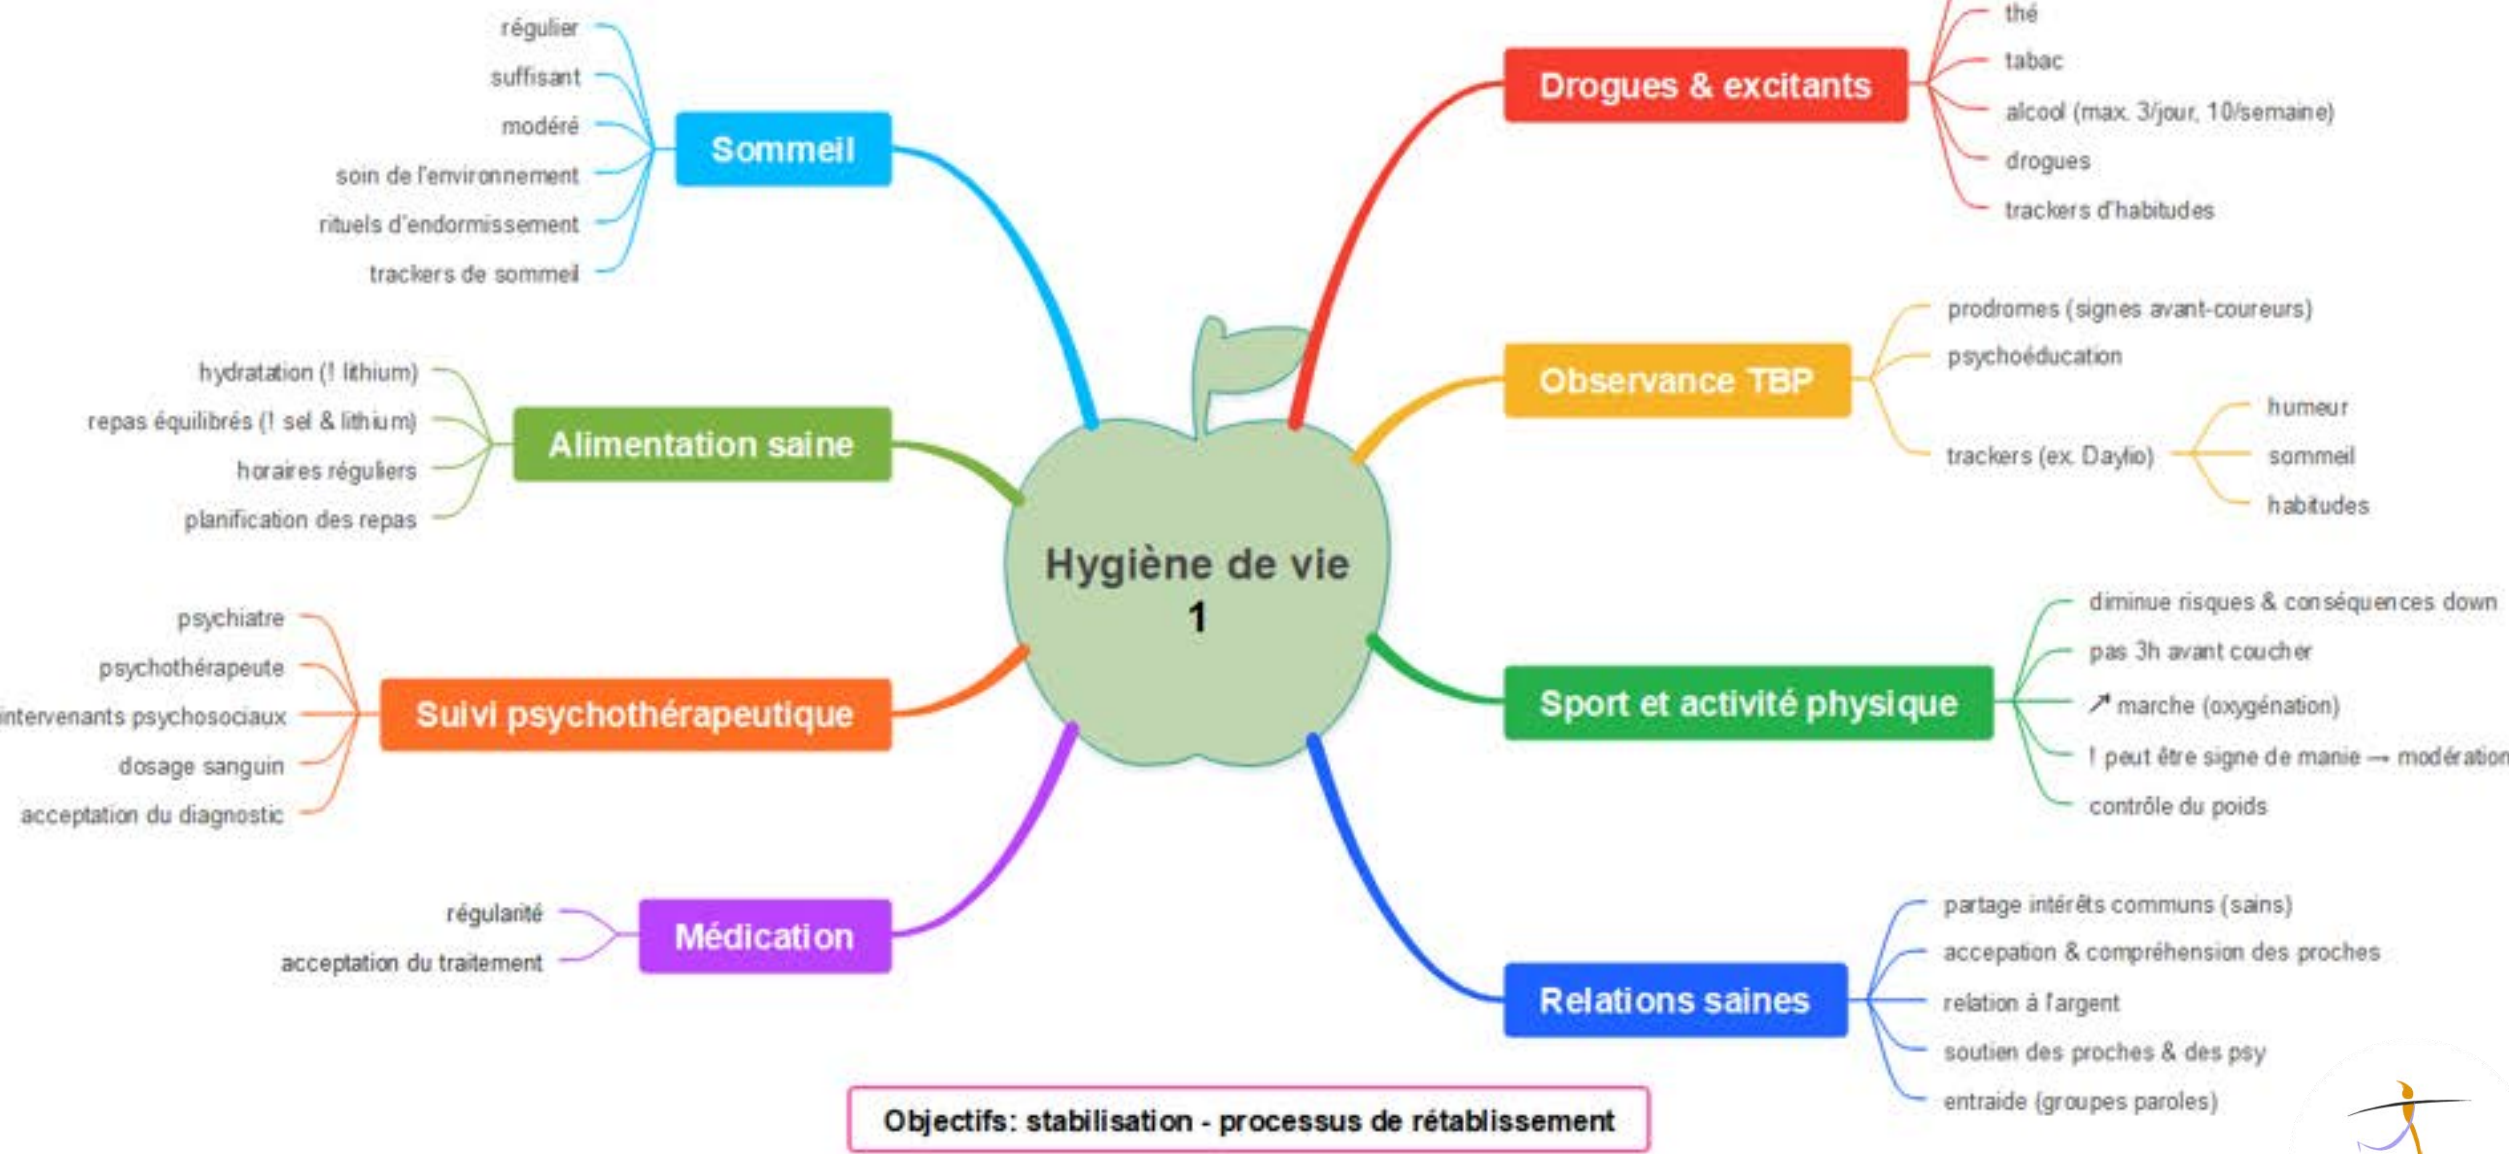 régulier
suffisant
modéré
soin de l'environnement
rituels d'endormissement
trackers de sommeil
Sommeil
hydratation (! lithium)
repas équilibrés (! sel & lithium)
horaires réguliers
planification des repas
Alimentation saine
psychiatre
psychothérapeute
intervenants psychosociaux
dosage sanguin
acceptation du diagnostic
Suivi psychothérapeutique
régularité
acceptation du traitement
Médication
Hygiène de vie
1
Drogues & excitants
thé
tabac
alcool (max. 3/jour, 10/semaine)
drogues
trackers d'habitudes
Observance TBP
prodromes (signes avant-coureurs)
psychoéducation
trackers (ex. Daylio)
humeur
sommeil
habitudes
Sport et activité physique
diminue risques & conséquences down
pas 3h avant coucher
↗ marche (oxygénation)
! peut être signe de manie → modération
contrôle du poids
Relations saines
partage intérêts communs (sains)
accepation & compréhension des proches
relation à l'argent
soutien des proches & des psy
entraide (groupes paroles)
Objectifs: stabilisation - processus de rétablissement